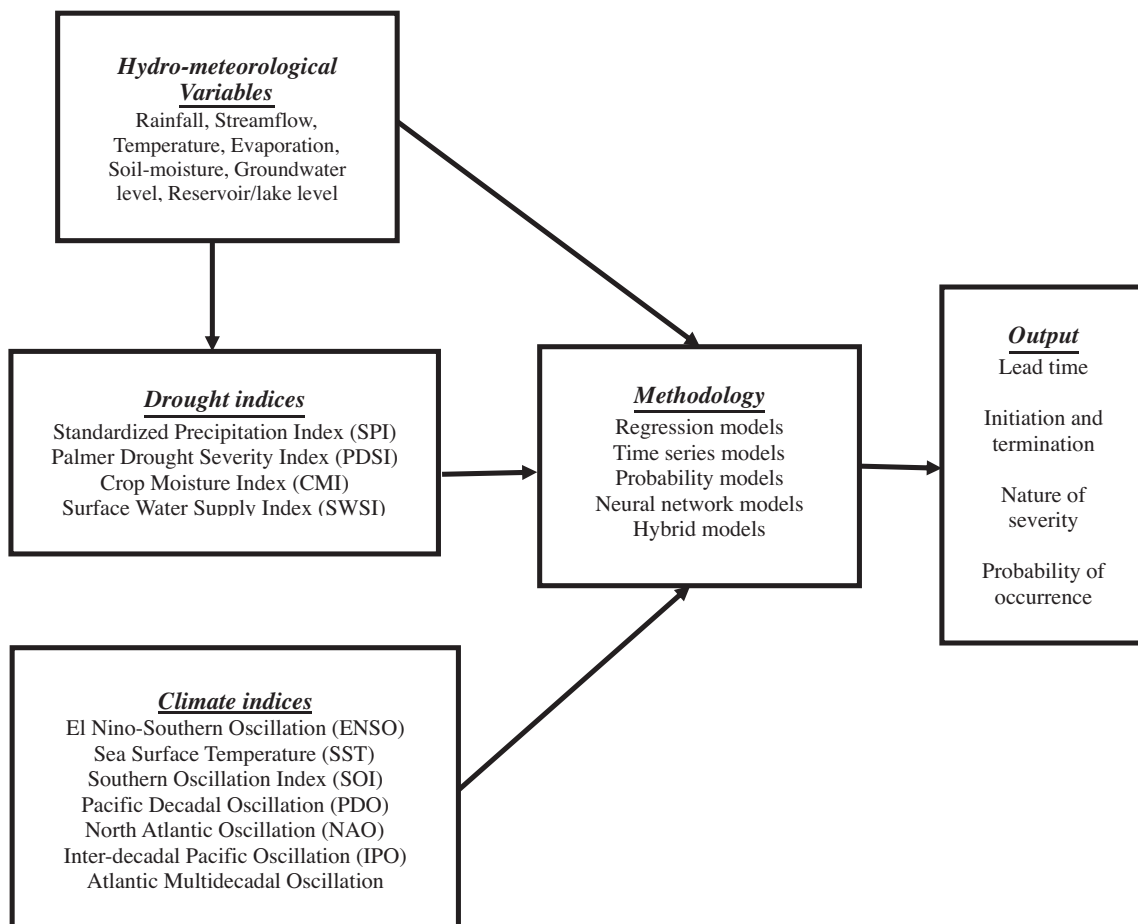 Hydro-meteorological
Variables
Rainfall, Streamflow,
Temperature, Evaporation,
Soil-moisture, Groundwater
level, Reservoir/lake level
Drought indices
Standardized Precipitation Index (SPI)
Palmer Drought Severity Index (PDSI)
Crop Moisture Index (CMI)
Surface Water Supply Index (SWSI)
Methodology
Regression models
Time series models
Probability models
Neural network models
Hybrid models
Output
Lead time
Initiation and
termination
Nature of
severity
Probability of
occurrence
Climate indices
El Nino-Southern Oscillation (ENSO)
Sea Surface Temperature (SST)
Southern Oscillation Index (SOI)
Pacific Decadal Oscillation (PDO)
North Atlantic Oscillation (NAO)
Inter-decadal Pacific Oscillation (IPO)
Atlantic Multidecadal Oscillation